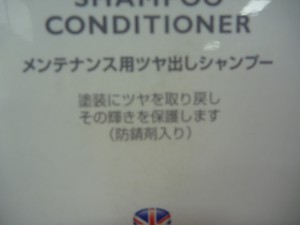 SHAMPOO
CONDITIONER
メンテナンス用ツヤ出しシャンプー
塗装にツヤを取り戻し
その輝きを保護します
(防錆剤入り)